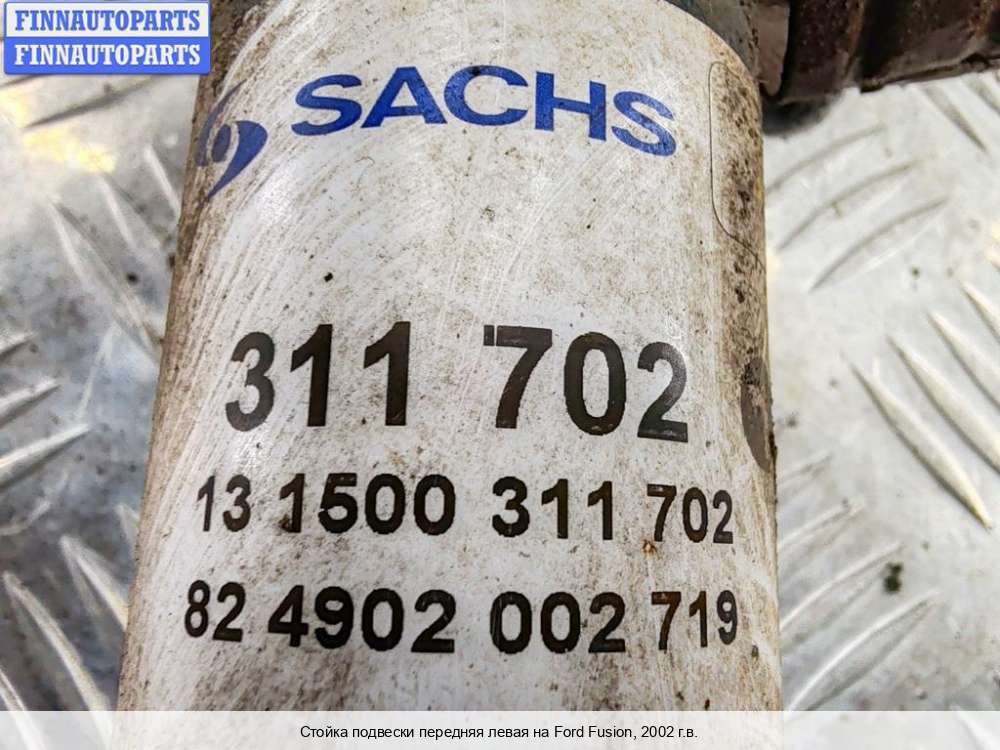 FINNAUTOPARTS
FINNAUTOPARTS
SACHS
311 702
13 1500 311 702
82 4902 002 719
Стойка подвески передняя левая на Ford Fusion, 2002 г.в.